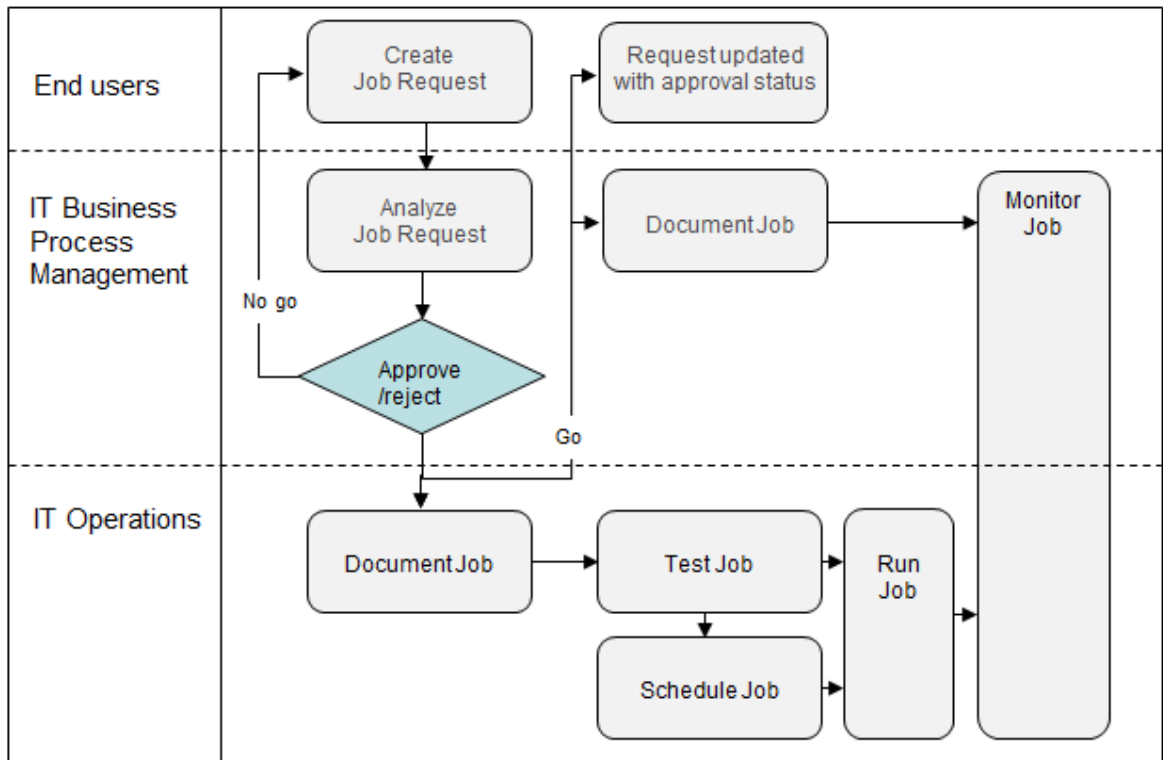 End users
Create
Job Request
Request updated
with approval status
IT Business
Process
Management
Analyze
Job Request
Document Job
Monitor
Job
No go
Approve
/reject
Go
IT Operations
Document Job
Test Job
Run
Job
Schedule Job